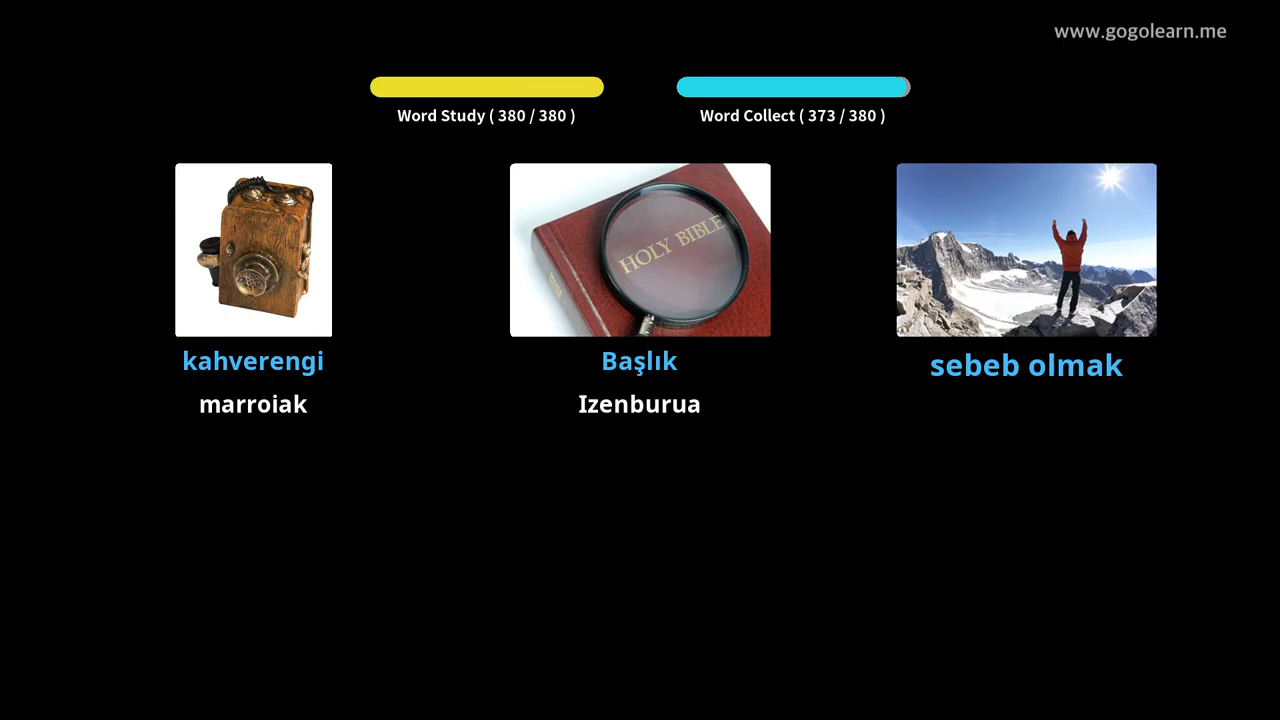 www.gogolearn.me
Word Study ( 380 / 380 )
Word Collect ( 373 / 380 )
HOLY BIBLE
kahverengi
Başlık
sebeb olmak
marroiak
Izenburua